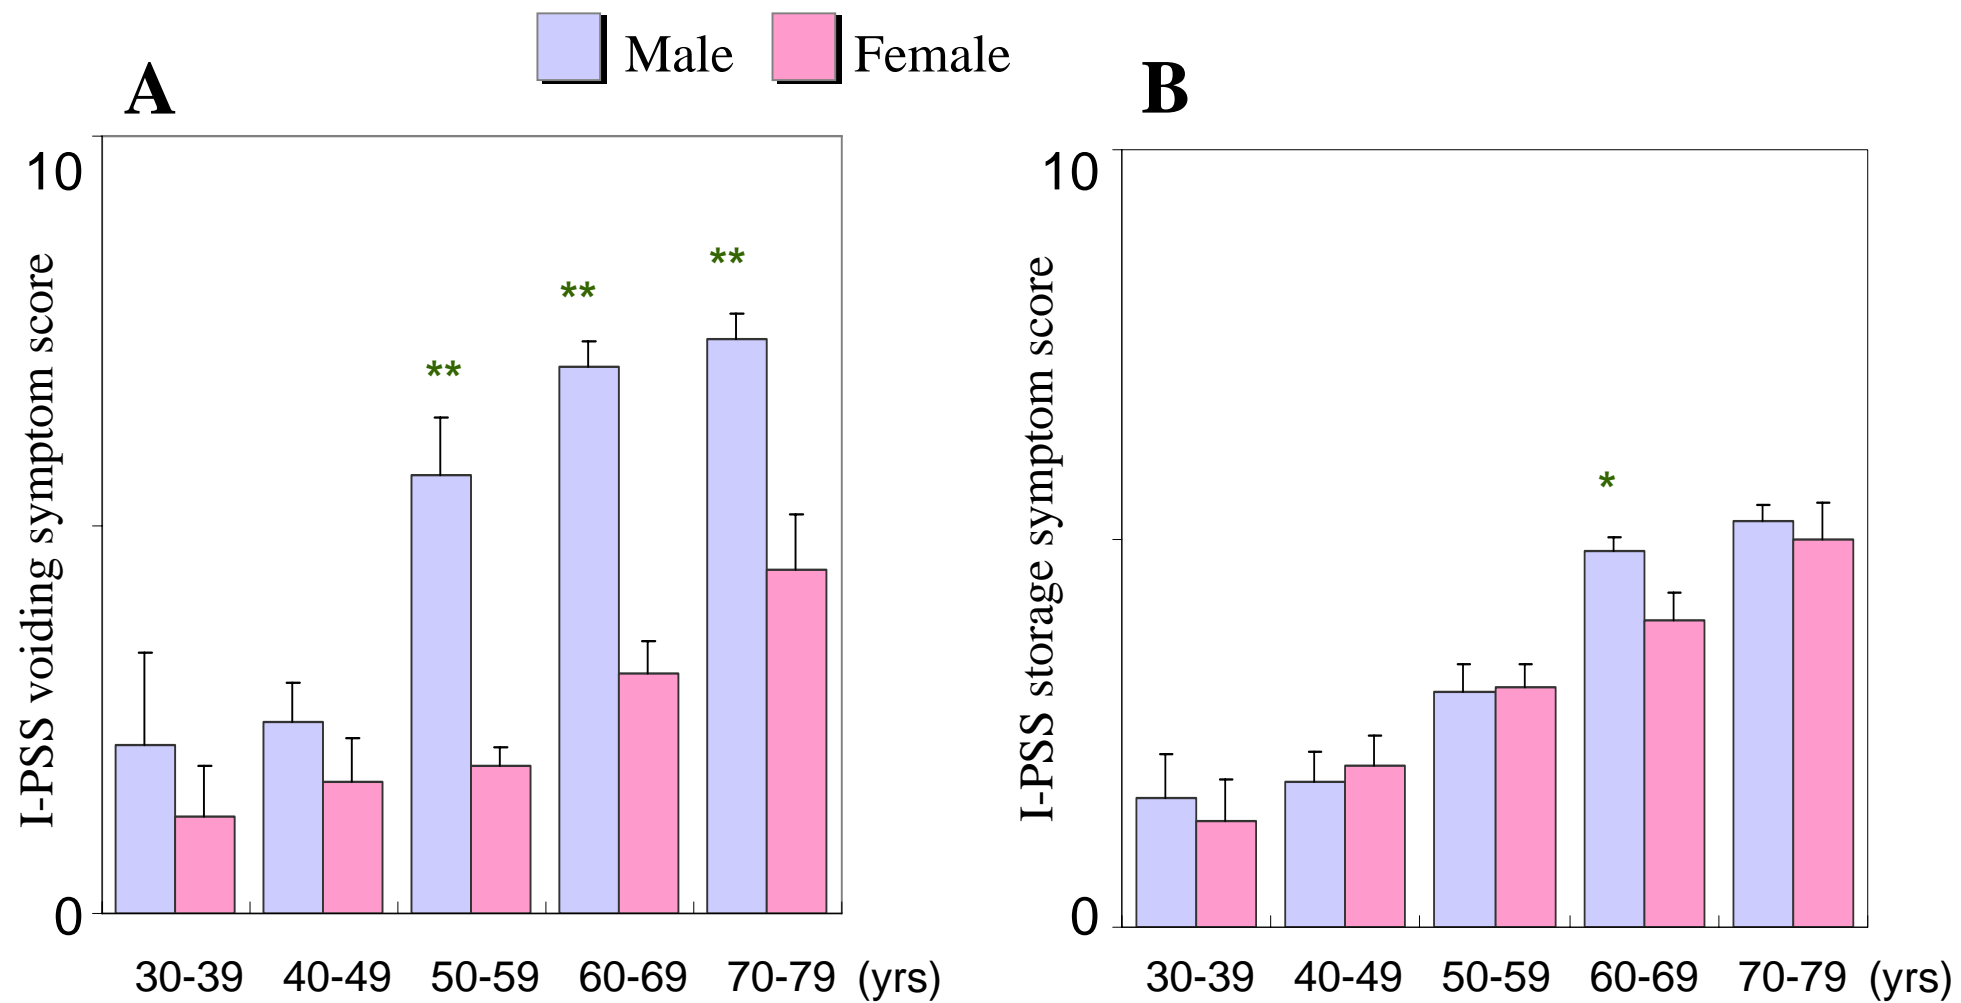 Male Female
A
B
10
**
**
**
0
I-PSS voiding symptom score
30-39 40-49 50-59 60-69 70-79 (yrs)
10
*
0
I-PSS storage symptom score
30-39 40-49 50-59 60-69 70-79 (yrs)